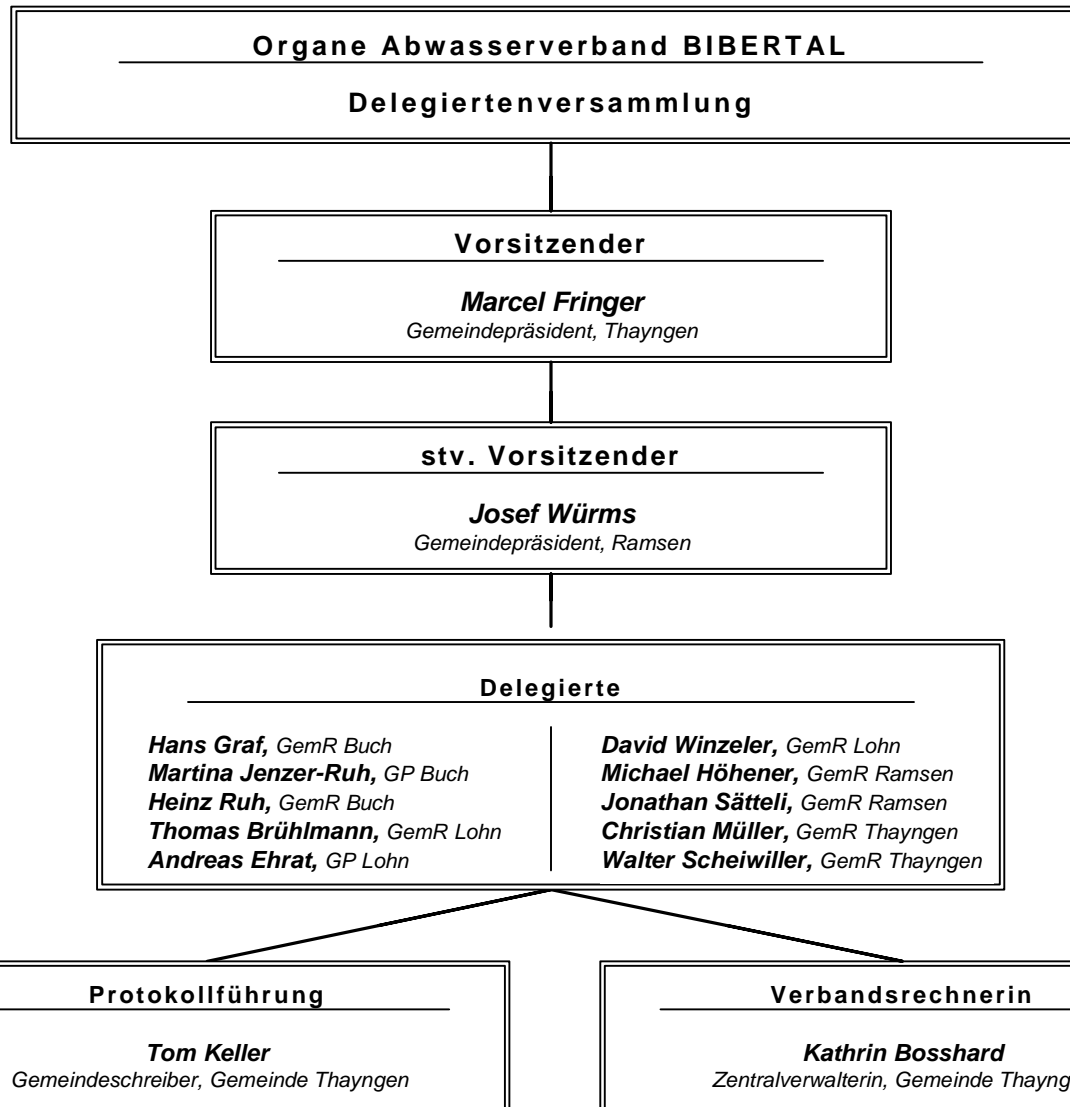 Organe Abwasserverband BIBERTAL
Delegiertenversammlung
Vorsitzender
Marcel Fringer
Gemeindepräsident, Thayngen
stv. Vorsitzender
Josef Würms
Gemeindepräsident, Ramsen
Delegierte
Hans Graf, GemR Buch
Martina Jenzer-Ruh, GP Buch
Heinz Ruh, GemR Buch
Thomas Brühlmann, GemR Lohn
Andreas Ehrat, GP Lohn
David Winzeler, GemR Lohn
Michael Höhener, GemR Ramsen
Jonathan Sätteli, GemR Ramsen
Christian Müller, GemR Thayngen
Walter Scheiwiller, GemR Thayngen
Protokollführung
Tom Keller
Gemeindeschreiber, Gemeinde Thayngen
Verbandsrechnerin
Kathrin Bosshard
Zentralverwalterin, Gemeinde